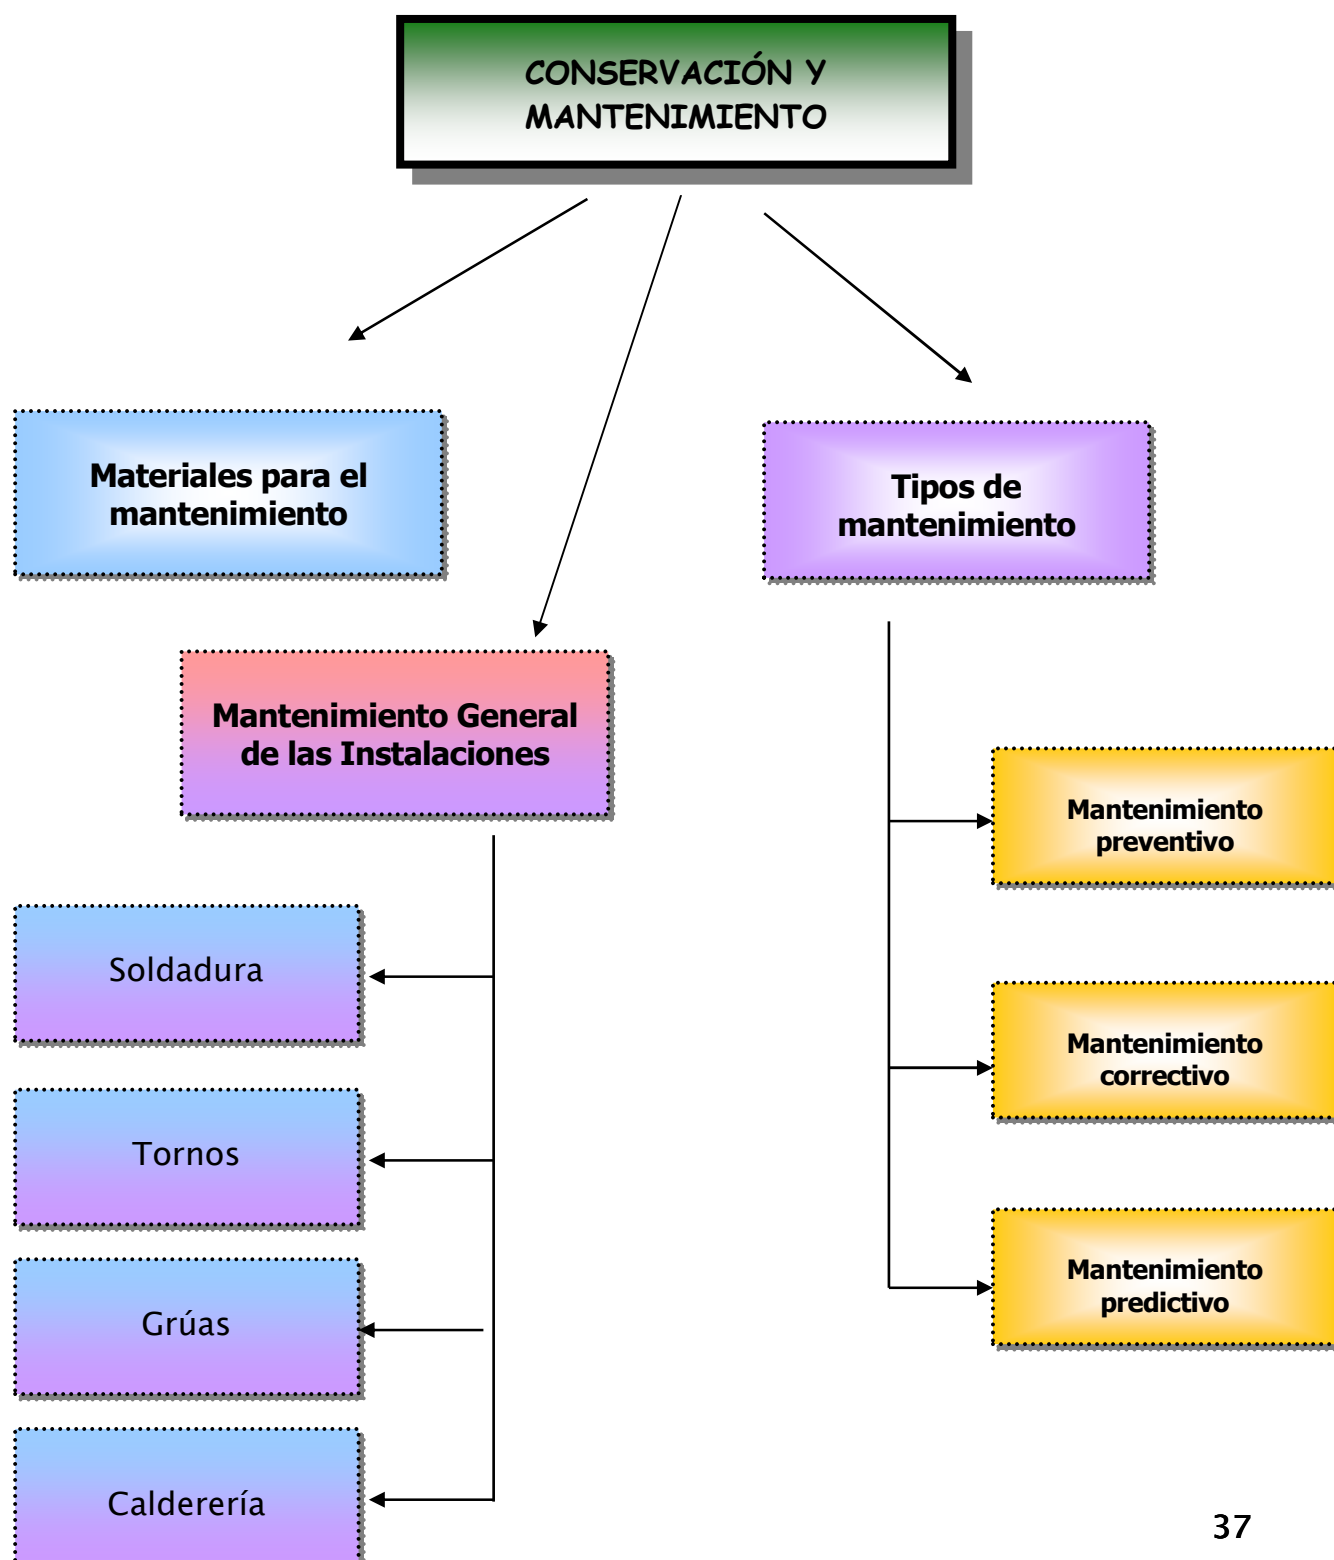 CONSERVACIÓN Y
MANTENIMIENTO
Materiales para el
mantenimiento
Tipos de
mantenimiento
Mantenimiento General
de las Instalaciones
Mantenimiento
preventivo
Soldadura
Mantenimiento
correctivo
Tornos
Mantenimiento
predictivo
Grúas
Calderería
37